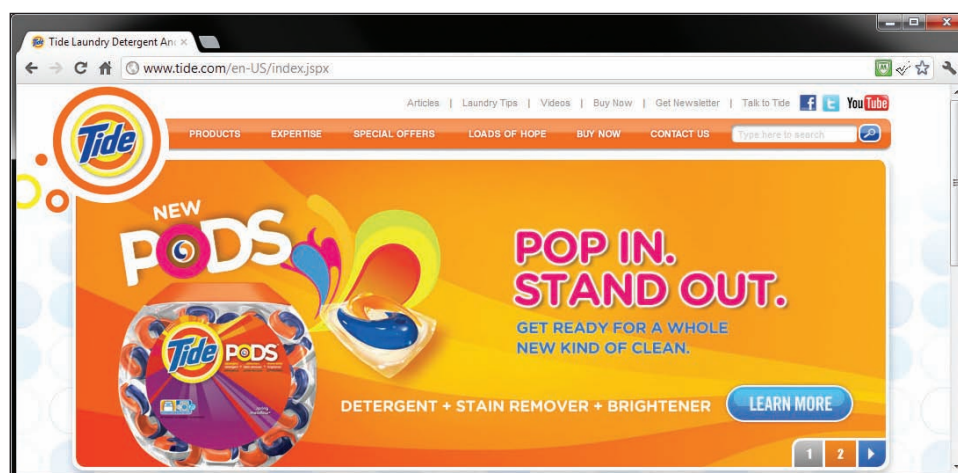 Tide Laundry Detergent An
www.tide.com/en-US/index.jspx
Articles | Laundry Tips | Videos | Buy Now | Get Newsletter | Talk to Tide f t You Tube
Tide
PRODUCTS EXPERTISE SPECIAL OFFERS LOADS OF HOPE BUY NOW CONTACT US Type here to search
NEW
PODS
POP IN.
STAND OUT.
GET READY FOR A WHOLE
NEW KIND OF CLEAN.
Tide PODS
DETERGENT + STAIN REMOVER + BRIGHTENER LEARN MORE
1 2